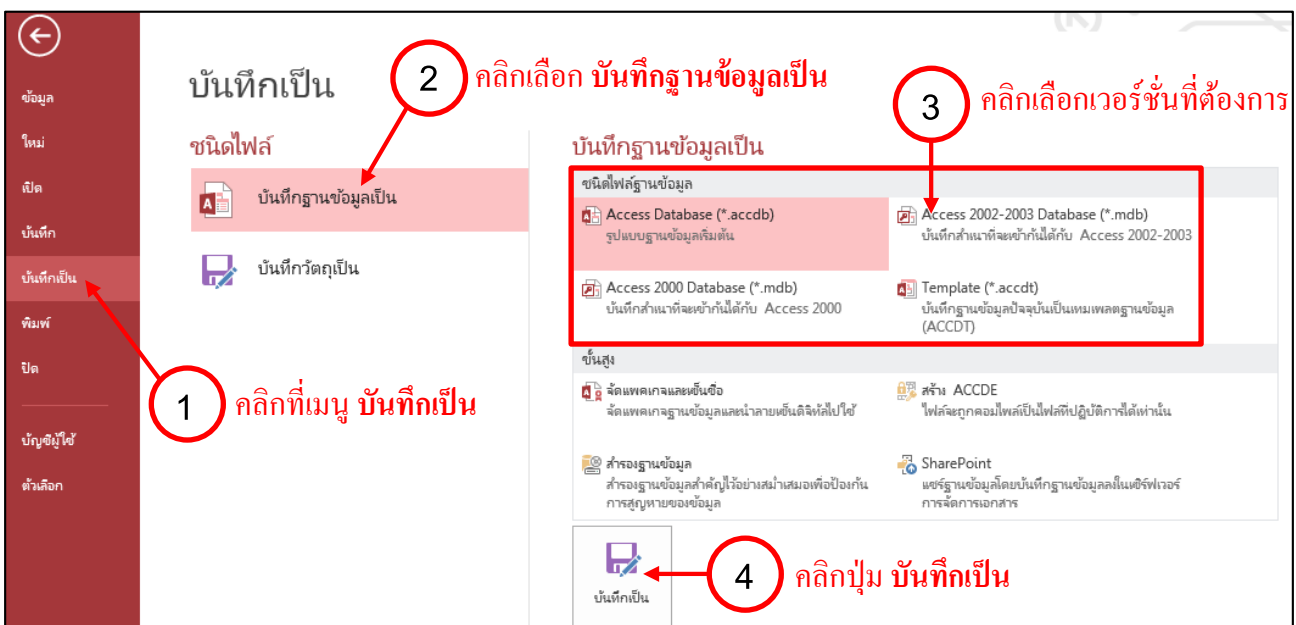 ข้อมูล
ใหม่
เปิด
บันทึก
บันทึกเป็น
พิมพ์
ปิด
บัญชีผู้ใช้
ตัวเลือก
บันทึกเป็น
2 คลิกเลือก บันทึกฐานข้อมูลเป็น
3 คลิกเลือกเวอร์ชั่นที่ต้องการ
ชนิดไฟล์
บันทึกฐานข้อมูลเป็น
บันทึกวัตถุเป็น
1 คลิกที่เมนู บันทึกเป็น
บันทึกฐานข้อมูลเป็น
ชนิดไฟล์ฐานข้อมูล
Access Database (*.accdb)
รูปแบบฐานข้อมูลเริ่มต้น
Access 2002-2003 Database (*.mdb)
บันทึกสำเนาที่จะเข้ากันได้กับ Access 2002-2003
Access 2000 Database (*.mdb)
บันทึกสำเนาที่จะเข้ากันได้กับ Access 2000
Template (*.accdt)
บันทึกฐานข้อมูลปัจจุบันเป็นเทมเพลตฐานข้อมูล
(ACCDT)
ขั้นสูง
จัดแพคเกจและเซ็นชื่อ
จัดแพคเกจฐานข้อมูลและนำลายเซ็นดิจิทัลไปใช้
สร้าง ACCDE
ไฟล์จะถูกคอมไพล์เป็นไฟล์ที่ปฏิบัติการได้เท่านั้น
สำรองฐานข้อมูล
สำรองฐานข้อมูลสำคัญไว้อย่างสม่ำเสมอเพื่อป้องกัน
การสูญหายของข้อมูล
SharePoint
แชร์ฐานข้อมูลโดยบันทึกฐานข้อมูลลงในเซิร์ฟเวอร์
การจัดการเอกสาร
บันทึกเป็น
4 คลิกปุ่ม บันทึกเป็น